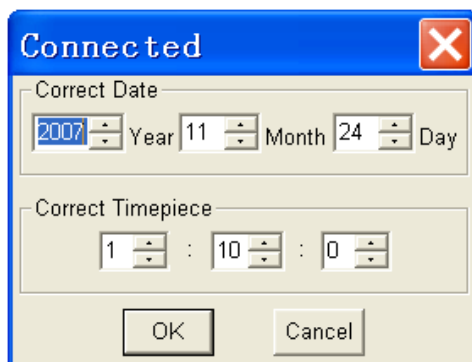 Connected
Correct Date
2007 Year 11 Month 24 Day
Correct Timepiece
1 : 10 : 0
OK Cancel